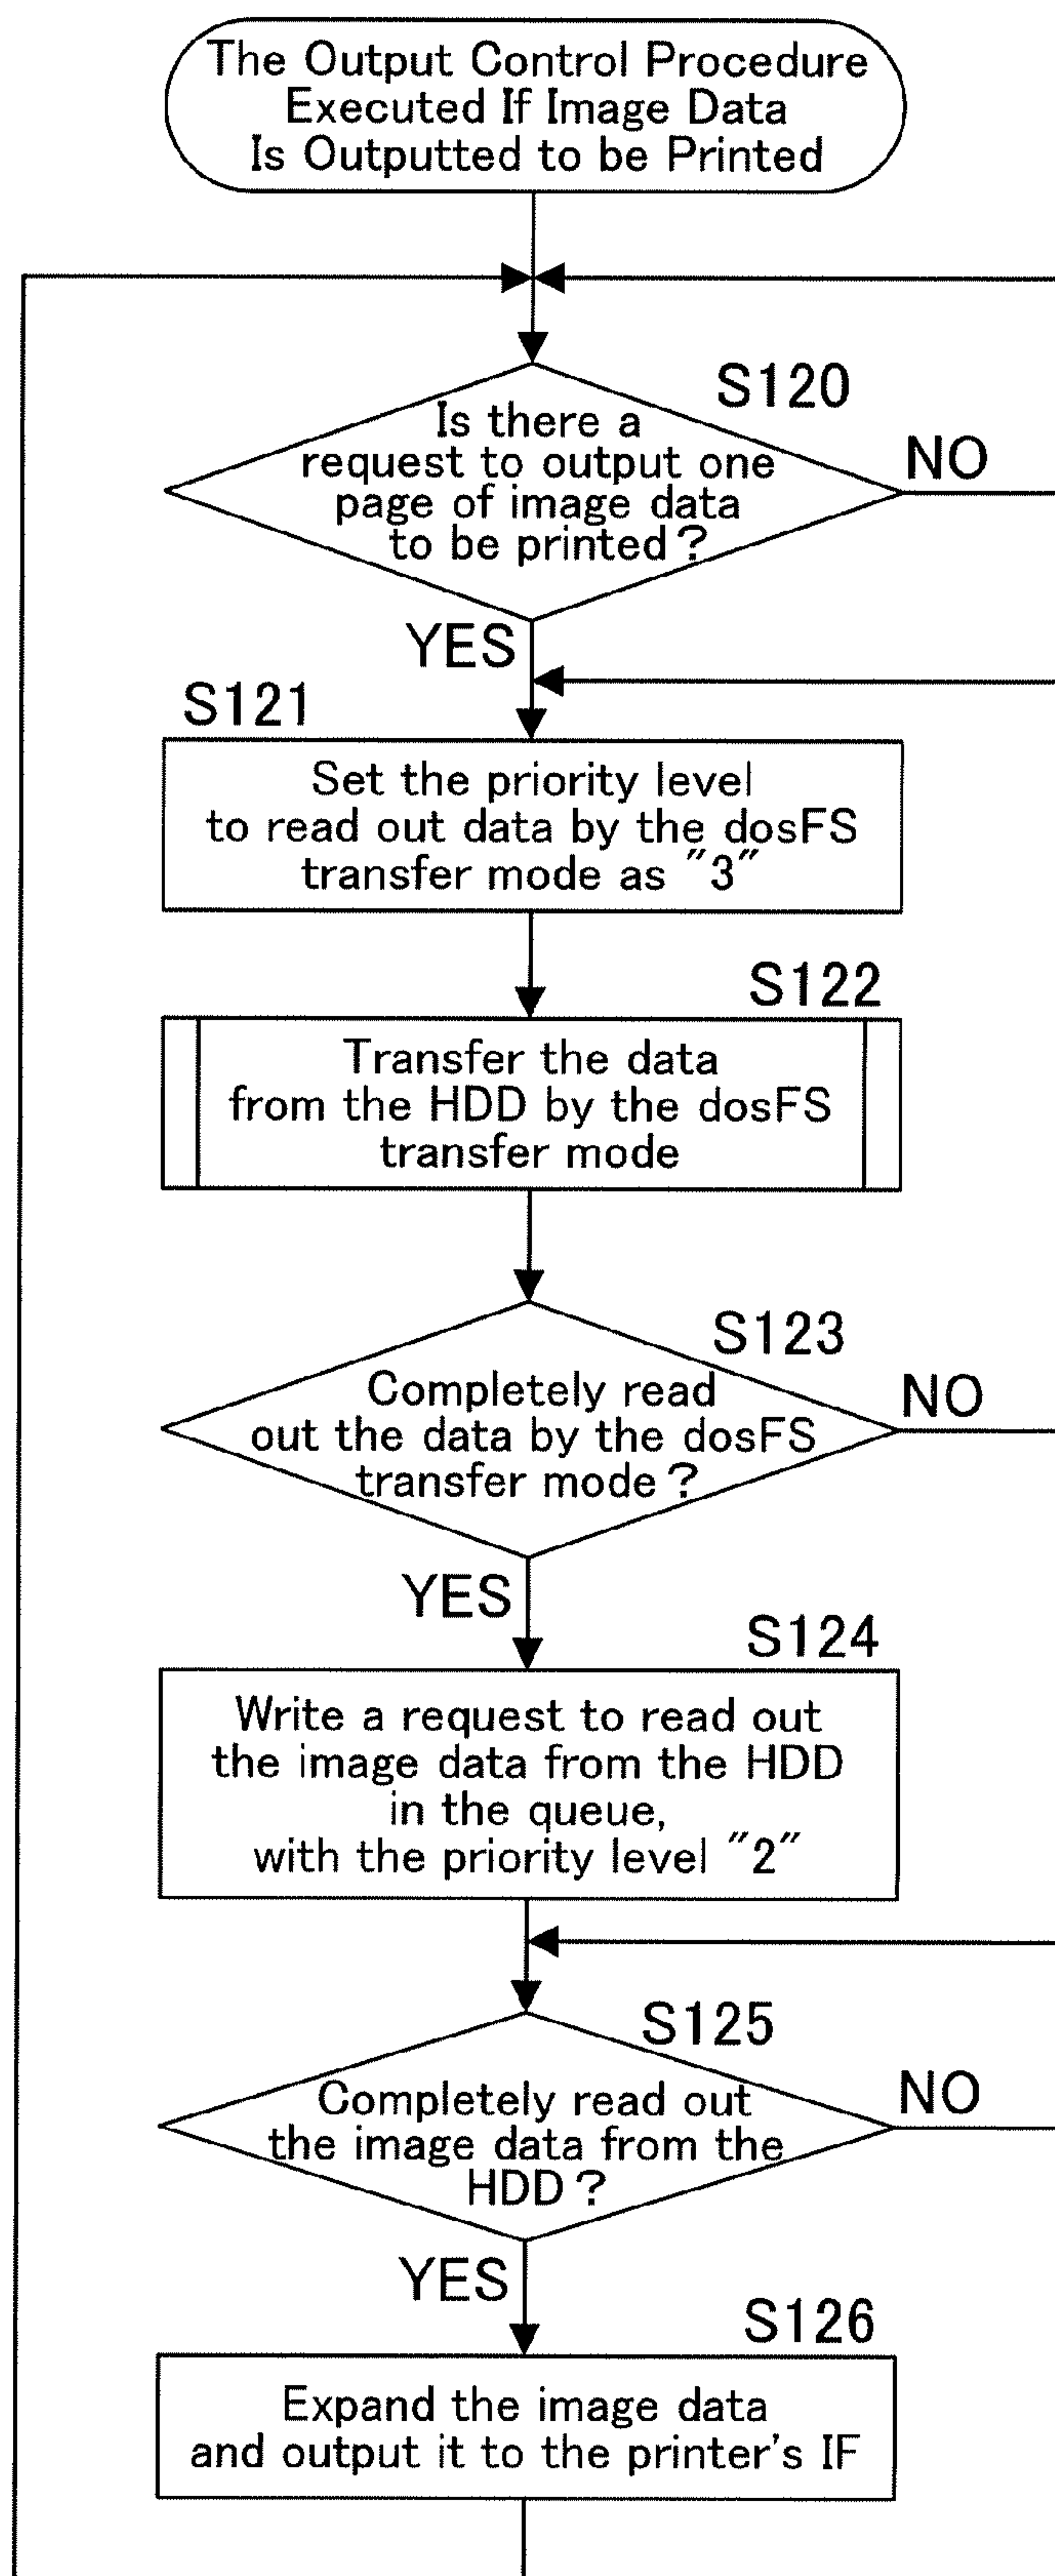 The Output Control Procedure
Executed If Image Data
Is Outputted to be Printed
S120
Is there a
request to output one
page of image data
to be printed?
NO
YES
S121
Set the priority level
to read out data by the dosFS
transfer mode as "3"
S122
Transfer the data
from the HDD by the dosFS
transfer mode
S123
Completely read
out the data by the dosFS
transfer mode?
NO
YES
S124
Write a request to read out
the image data from the HDD
in the queue,
with the priority level "2"
S125
Completely read out
the image data from the
HDD?
NO
YES
S126
Expand the image data
and output it to the printer's IF